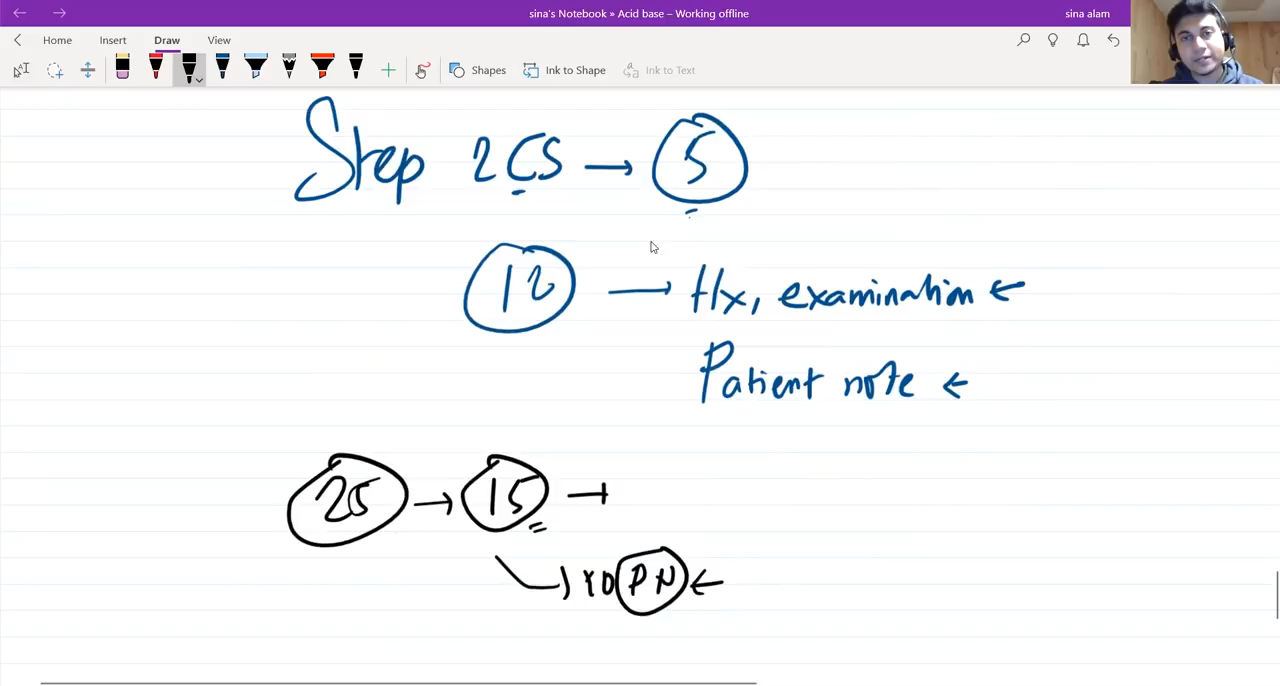 sina's Notebook » Acid base – Working offline
sina alam
Home Insert Draw View
Shapes Ink to Shape Ink to Text
Step 2CS → 5
12 → Hx, examination ←
Patient note ←
25 → 15 →
→ 10 PN ←